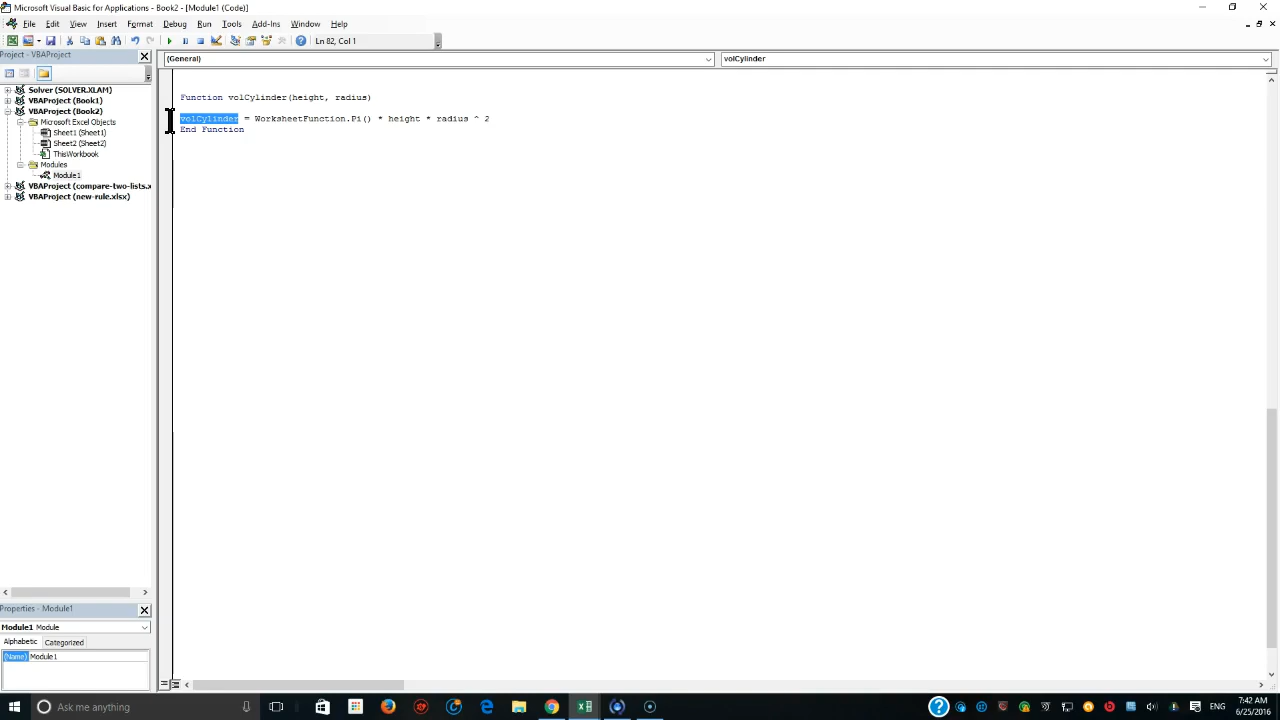 Microsoft Visual Basic for Applications - Book2 - [Module1 (Code)]
File Edit View Insert Format Debug Run Tools Add-Ins Window Help
Ln 82, Col 1
Project - VBAProject
(General)
volCylinder
Solver (SOLVER.XLAM)
VBAProject (Book1)
VBAProject (Book2)
Microsoft Excel Objects
Sheet1 (Sheet1)
Sheet2 (Sheet2)
ThisWorkbook
Modules
Module1
VBAProject (compare-two-lists.x
VBAProject (new-rule.xlsx)
Function volCylinder(height, radius)
volCylinder = WorksheetFunction.Pi() * height * radius ^ 2
End Function
Properties - Module1
Module1 Module
Alphabetic Categorized
(Name) Module1
Ask me anything
ENG
7:42 AM
6/25/2016